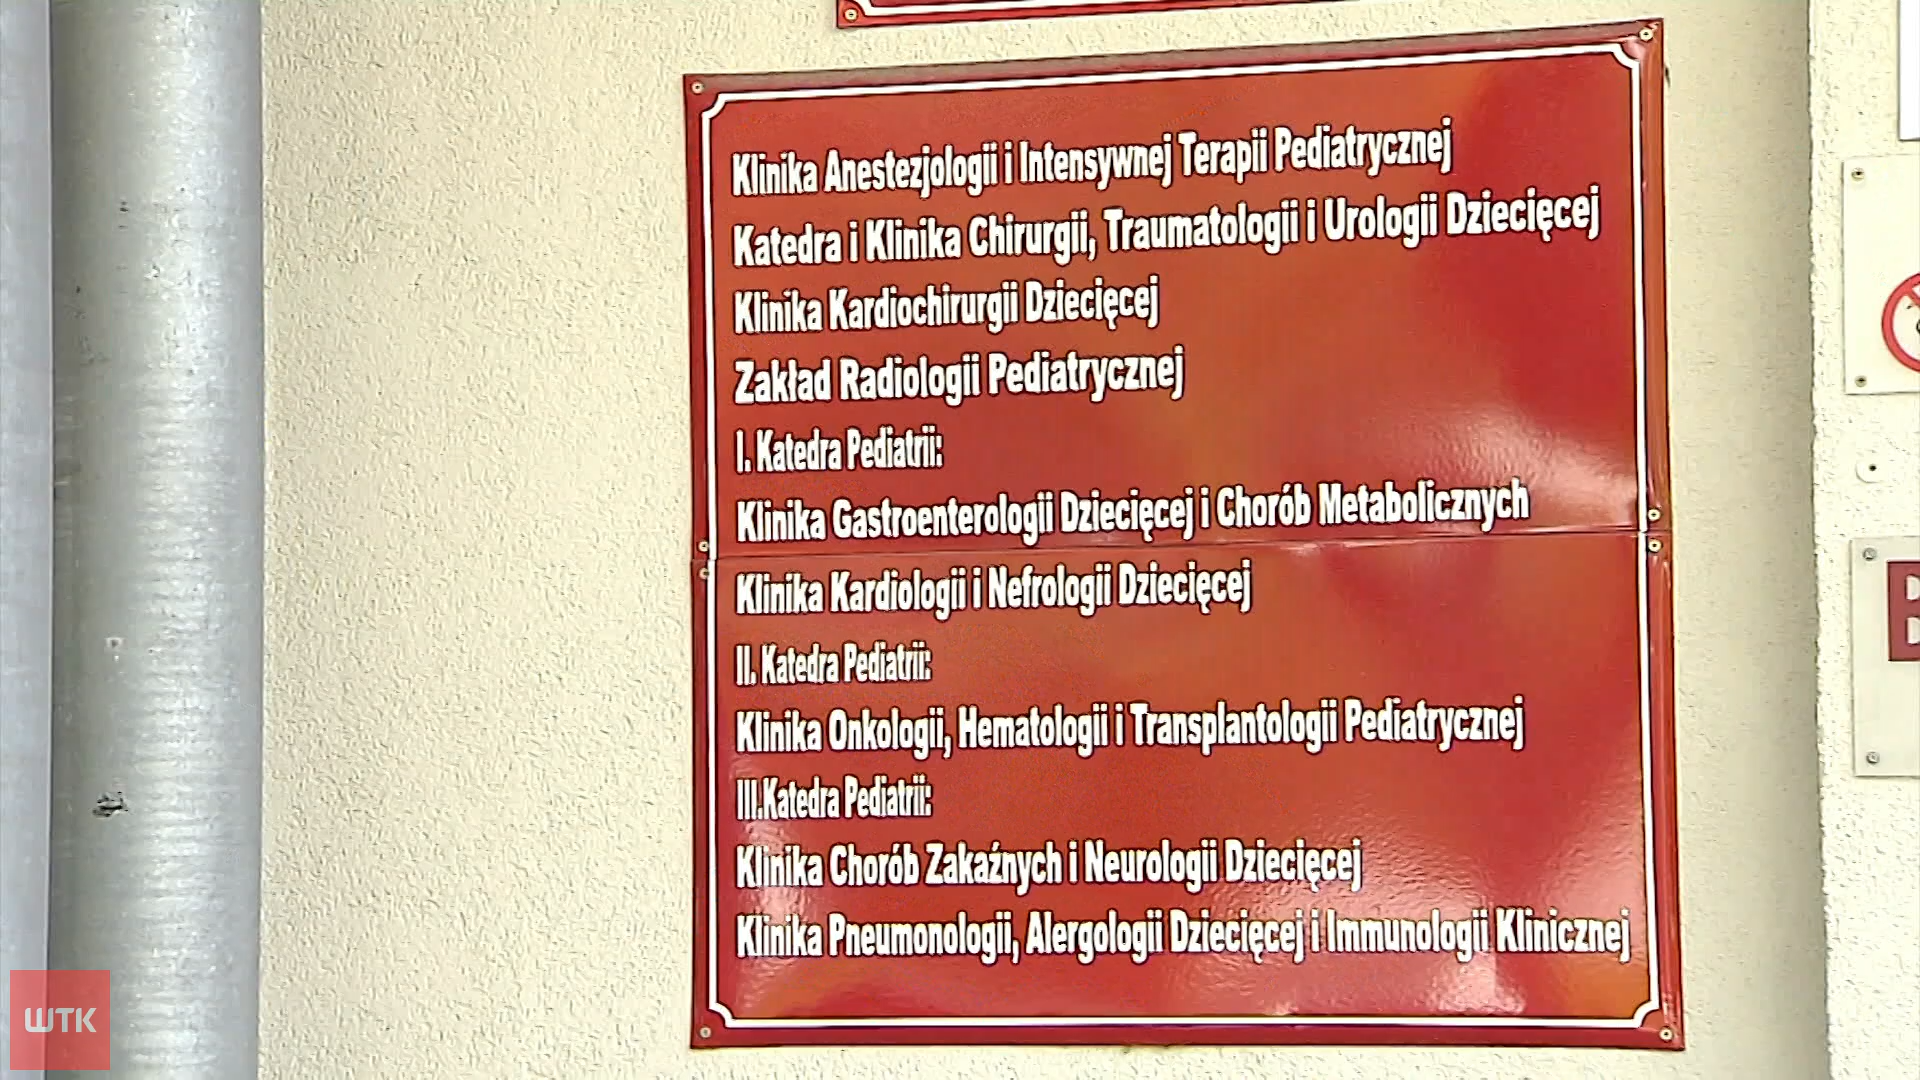 Klinika Anestezjologii i Intensywnej Terapii Pediatrycznej
Katedra i Klinika Chirurgii, Traumatologii i Urologii Dziecięcej
Klinika Kardiochirurgii Dziecięcej
Zakład Radiologii Pediatrycznej
I. Katedra Pediatrii:
Klinika Gastroenterologii Dziecięcej i Chorób Metabolicznych
Klinika Kardiologii i Nefrologii Dziecięcej
II. Katedra Pediatrii:
Klinika Onkologii, Hematologii i Transplantologii Pediatrycznej
III.Katedra Pediatrii:
Klinika Chorób Zakaźnych i Neurologii Dziecięcej
Klinika Pneumonologii, Alergologii Dziecięcej i Immunologii Klinicznej
WTK